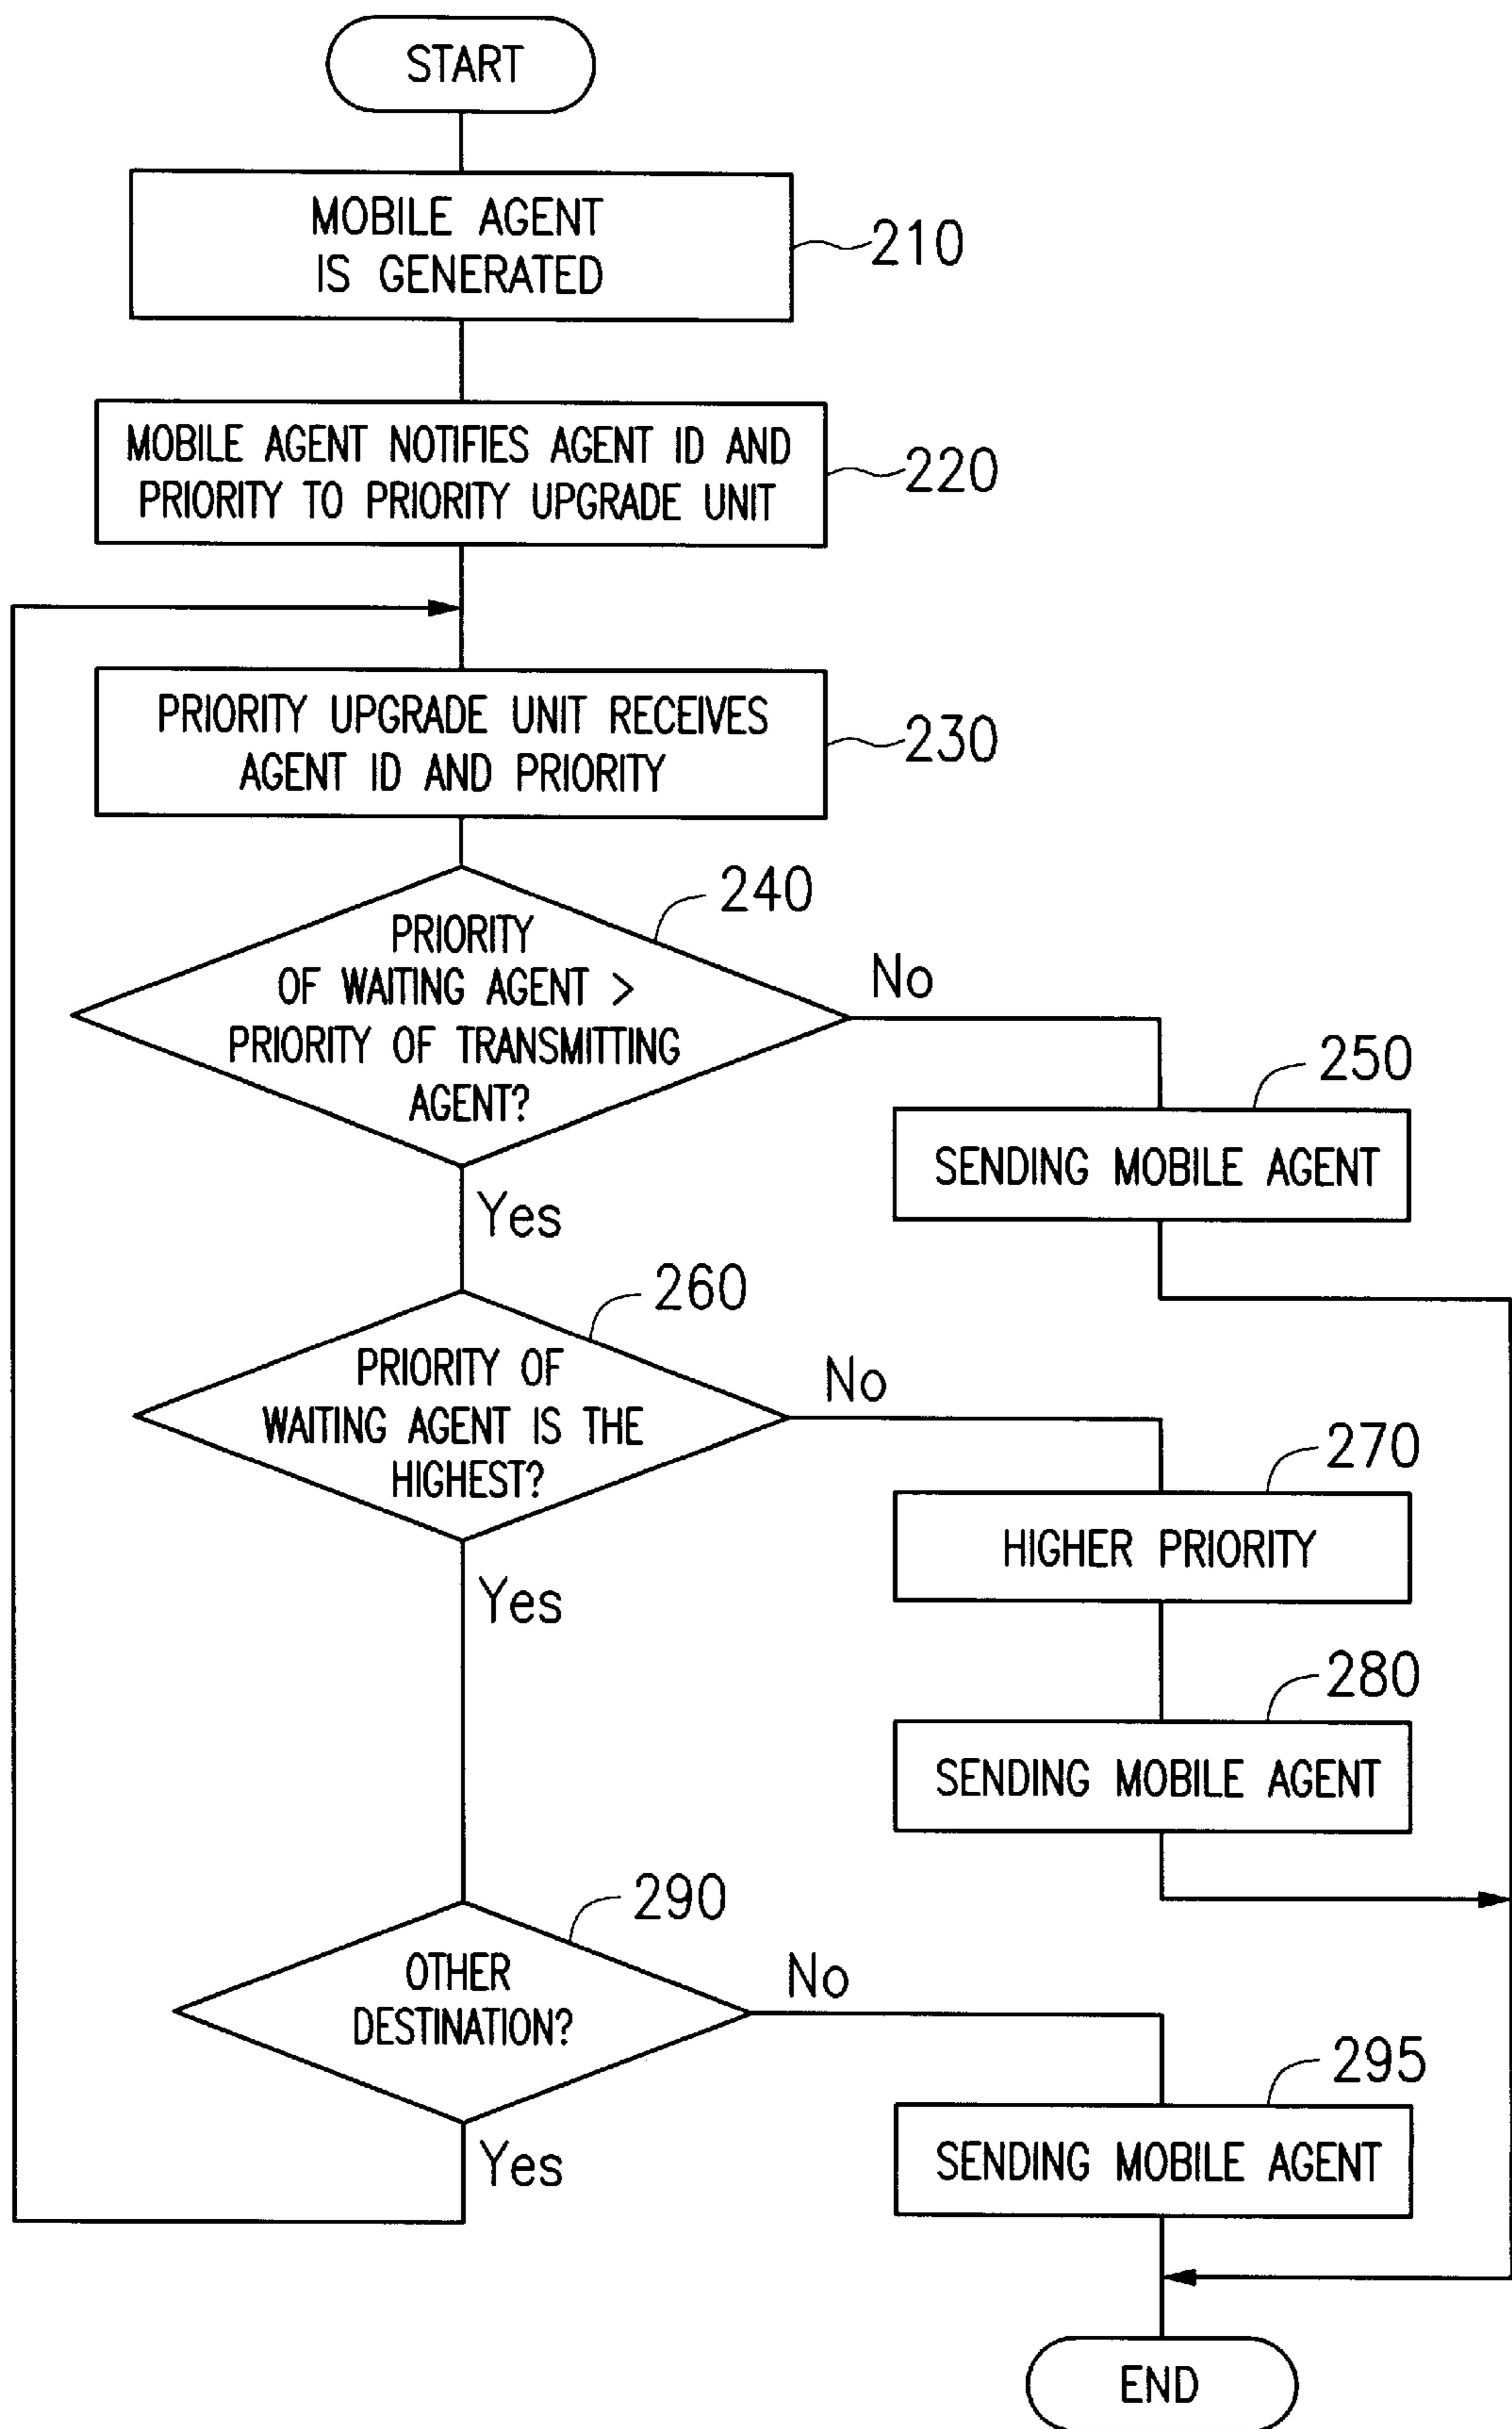 START
MOBILE AGENT
IS GENERATED
210
MOBILE AGENT NOTIFIES AGENT ID AND
PRIORITY TO PRIORITY UPGRADE UNIT
220
PRIORITY UPGRADE UNIT RECEIVES
AGENT ID AND PRIORITY
230
240
PRIORITY
OF WAITING AGENT >
PRIORITY OF TRANSMITTING
AGENT?
No
Yes
250
SENDING MOBILE AGENT
260
PRIORITY OF
WAITING AGENT IS THE
HIGHEST?
No
Yes
270
HIGHER PRIORITY
280
SENDING MOBILE AGENT
290
OTHER
DESTINATION?
No
Yes
295
SENDING MOBILE AGENT
END